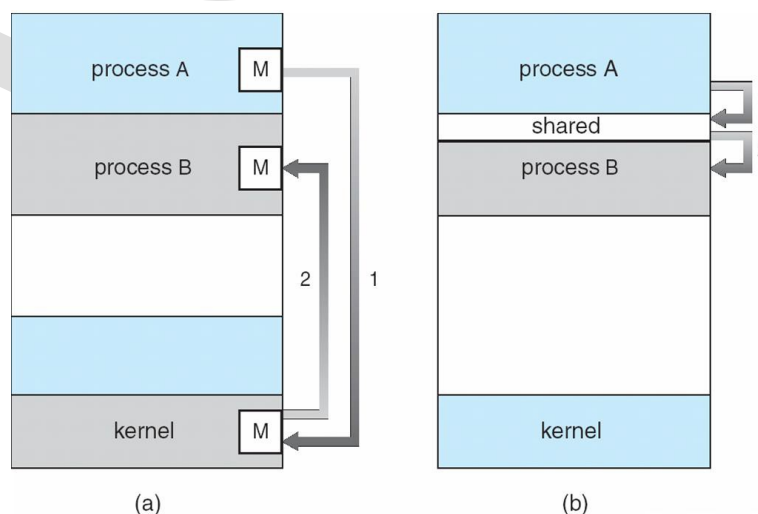 process A M
process B M
2 1
kernel M
(a)
process A
shared
process B
kernel
(b)